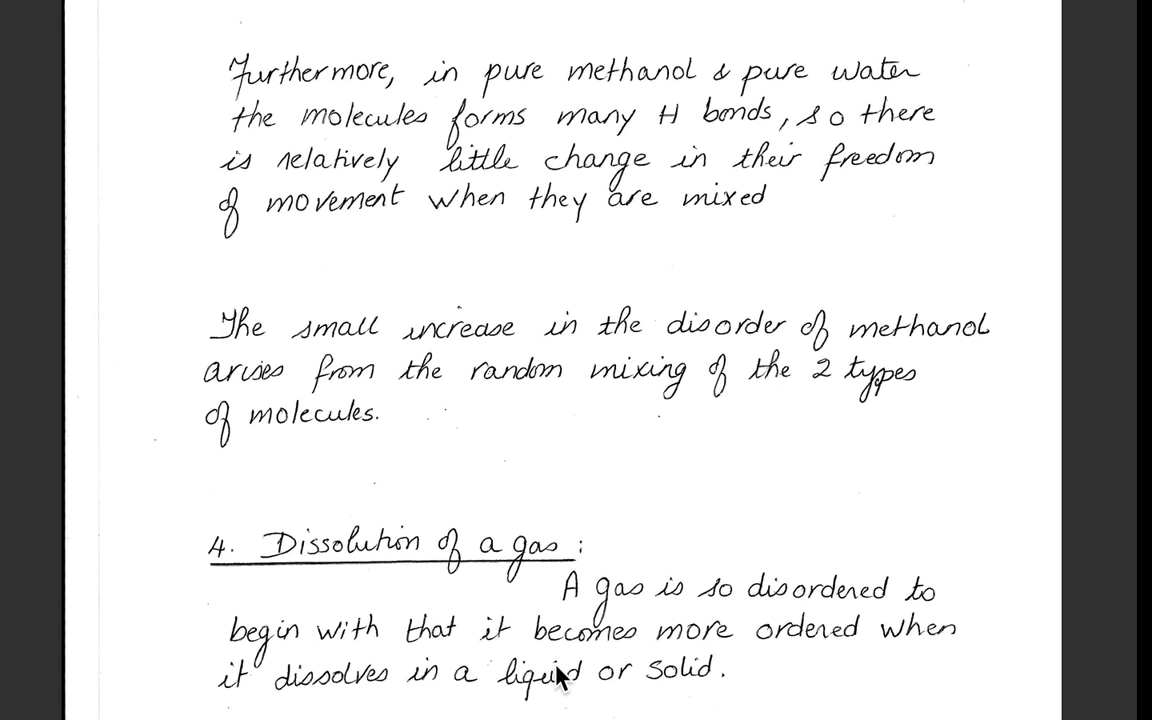 Furthermore, in pure methanol & pure water
the molecules forms many H bonds, so there
is relatively little change in their freedom
of movement when they are mixed
The small increase in the disorder of methanol
arises from the random mixing of the 2 types
of molecules.
4. Dissolution of a gas :
A gas is so disordered to
begin with that it becomes more ordered when
it dissolves in a liquid or solid.